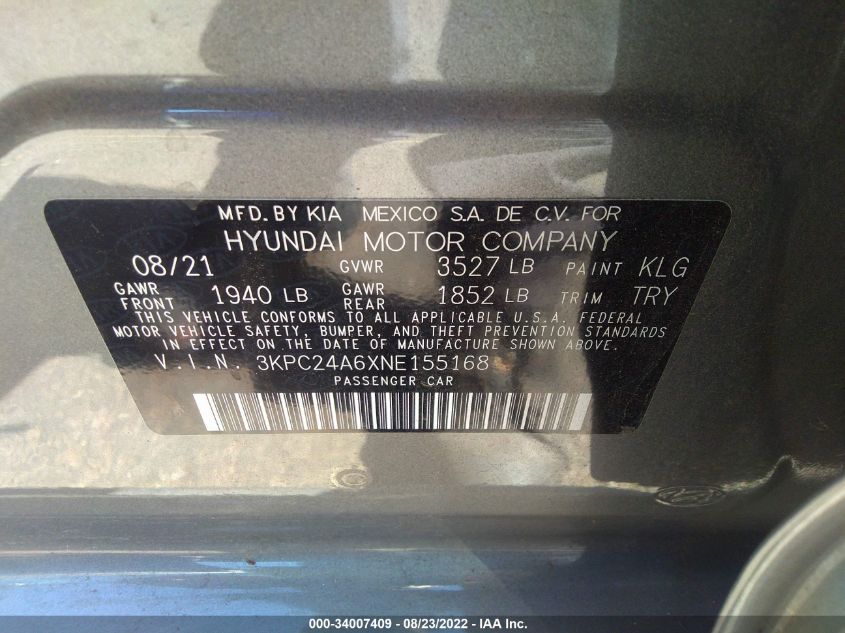 MFD. BY KIA MEXICO S.A. DE C.V. FOR
HYUNDAI MOTOR COMPANY
08/21 GVWR 3527 LB PAINT KLG
GAWR FRONT 1940 LB GAWR REAR 1852 LB TRIM TRY
THIS VEHICLE CONFORMS TO ALL APPLICABLE U.S.A. FEDERAL
MOTOR VEHICLE SAFETY, BUMPER, AND THEFT PREVENTION STANDARDS
IN EFFECT ON THE DATE OF MANUFACTURE SHOWN ABOVE.
V.I.N. 3KPC24A6XNE155168
PASSENGER CAR
000-34007409 - 08/23/2022 - IAA Inc.